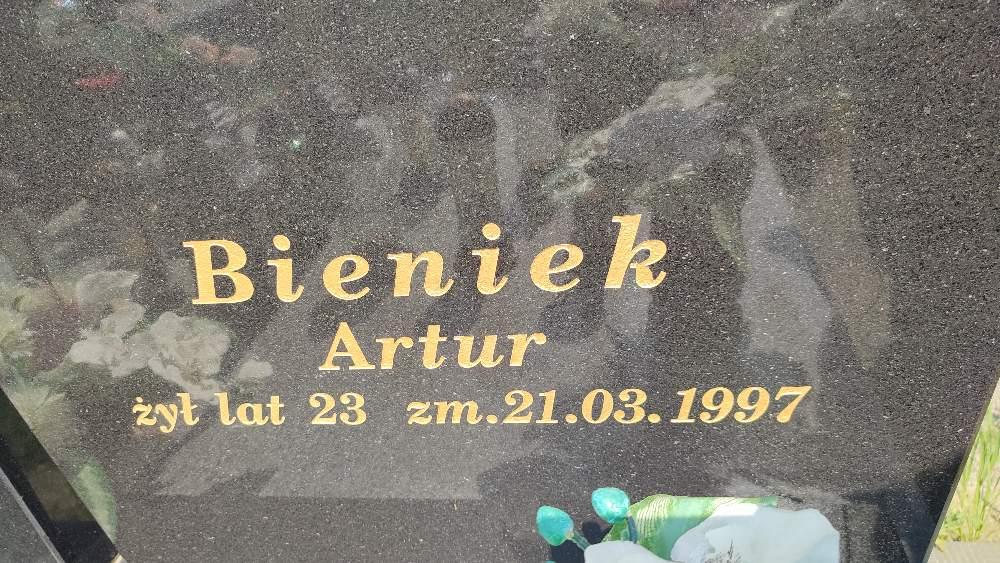 Bieniek
Artur
żył lat 23 zm.21.03.1997